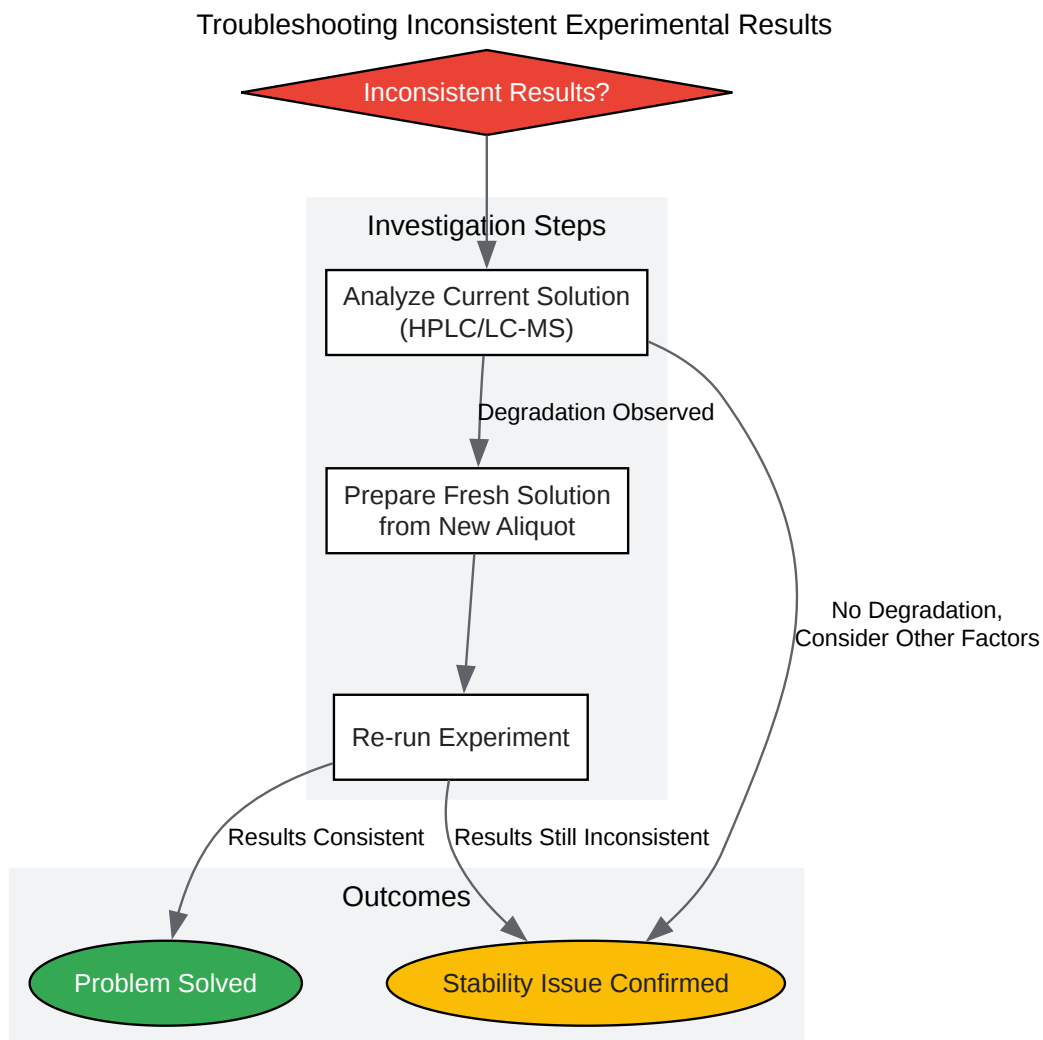 Troubleshooting Inconsistent Experimental Results
Inconsistent Results?
Investigation Steps
Analyze Current Solution
(HPLC/LC-MS)
Degradation Observed
Prepare Fresh Solution
from New Aliquot
No Degradation,
Consider Other Factors
Re-run Experiment
Results Consistent
Results Still Inconsistent
Outcomes
Problem Solved
Stability Issue Confirmed